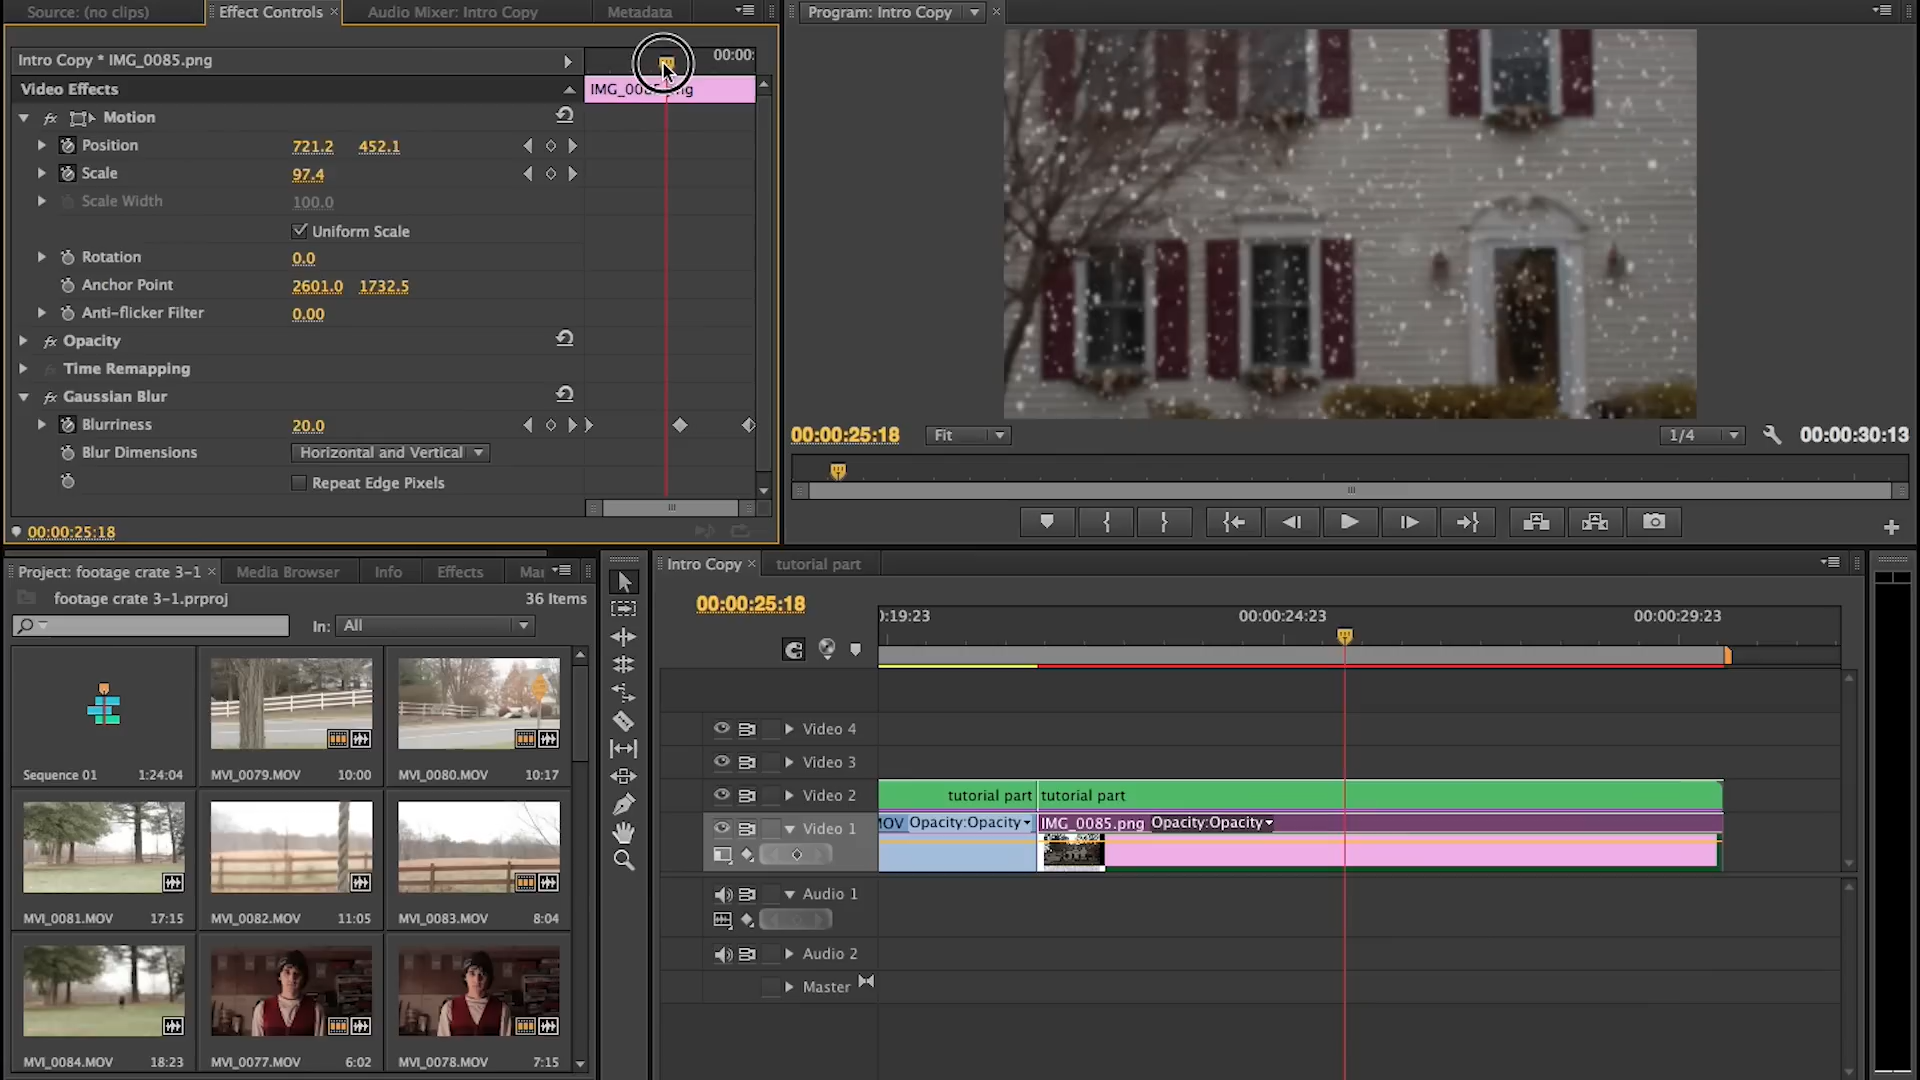 Source: (no clips)
Effect Controls ×
Audio Mixer: Intro Copy
Metadata
Program: Intro Copy
×
Intro Copy * IMG_0085.png
00:00:
Video Effects
Motion
Position 721.2 452.1
Scale 97.4
Scale Width 100.0
Uniform Scale
Rotation 0.0
Anchor Point 2601.0 1732.5
Anti-flicker Filter 0.00
Opacity
Time Remapping
Gaussian Blur
Blurriness 20.0
Blur Dimensions Horizontal and Vertical
Repeat Edge Pixels
00:00:25:18
00:00:25:18
Fit
1/4
00:00:30:13
Project: footage crate 3-1 ×
Media Browser
Info
Effects
footage crate 3-1.prproj
36 Items
In: All
Sequence 01 1:24:04
MVI_0079.MOV 10:00
MVI_0080.MOV 10:17
MVI_0081.MOV 17:15
MVI_0082.MOV 11:05
MVI_0083.MOV 8:04
MVI_0084.MOV 18:23
MVI_0077.MOV 6:02
MVI_0078.MOV 7:15
Intro Copy ×
tutorial part
00:00:25:18
:19:23
00:00:24:23
00:00:29:23
Video 4
Video 3
Video 2
tutorial part
tutorial part
Video 1
OV Opacity:Opacity
IMG_0085.png Opacity:Opacity
Audio 1
Audio 2
Master